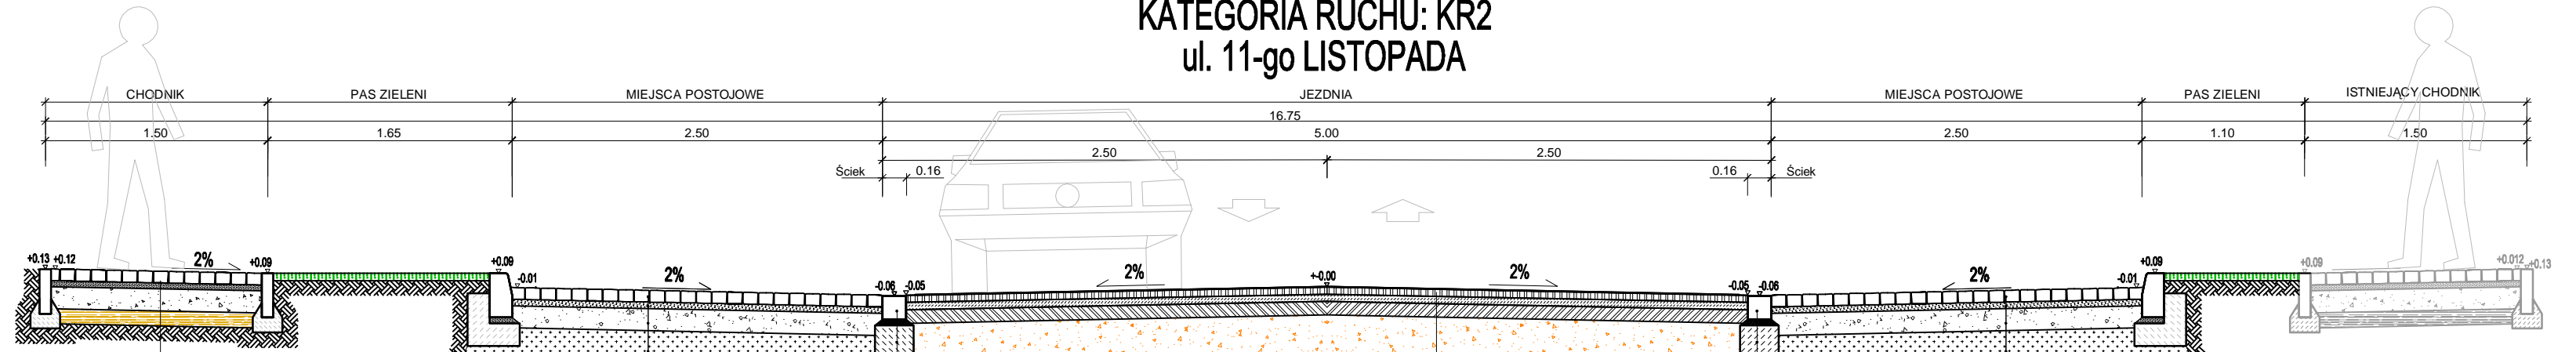 KATEGORIA RUCHU: KR2
ul. 11-go LISTOPADA
CHODNIK PAS ZIELENI MIEJSCA POSTOJOWE JEZDNIA MIEJSCA POSTOJOWE PAS ZIELENI ISTNIEJĄCY CHODNIK
16.75
1.50 1.65 2.50 5.00 2.50 1.10 1.50
2.50 2.50
Ściek 0.16 0.16 Ściek
+0.13 +0.12 2% +0.09 +0.09 -0.01 2% -0.06 -0.05 2% +-0.00 2% -0.05 -0.06 2% -0.01 +0.09 +0.09 +0.012 +0.13